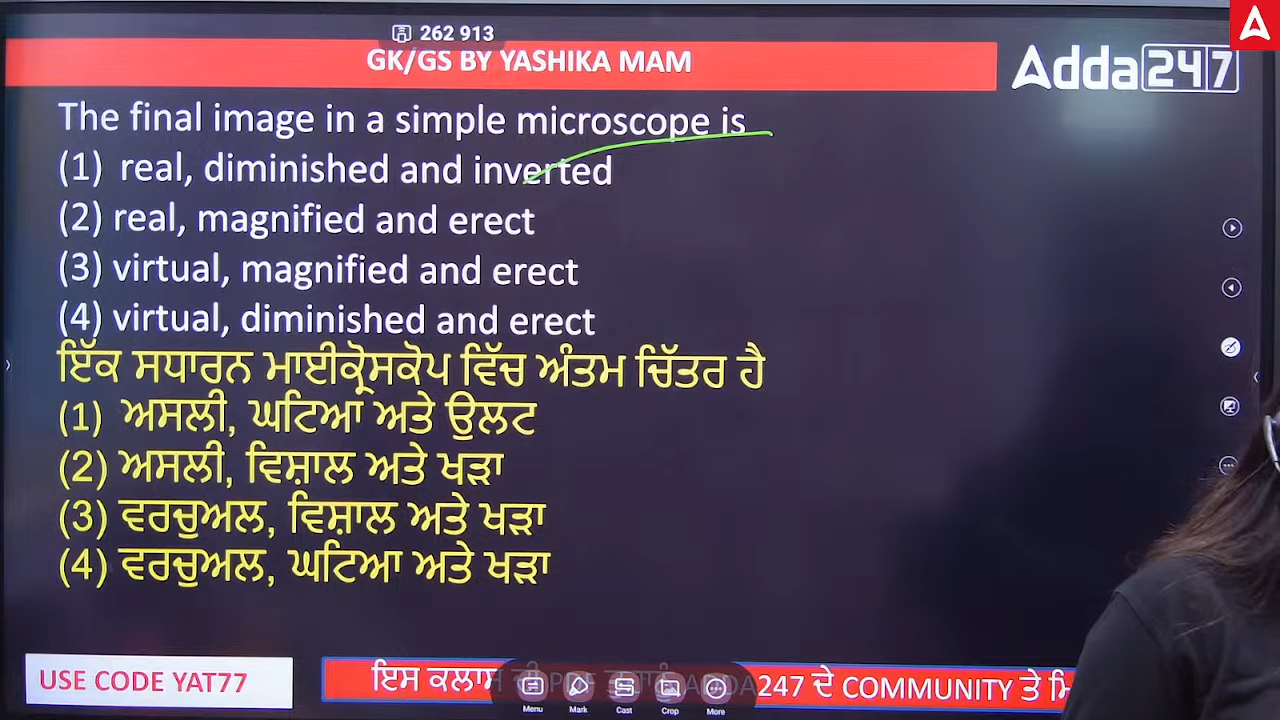 262 913
GK/GS BY YASHIKA MAM
Adda247
The final image in a simple microscope is
(1) real, diminished and inverted
(2) real, magnified and erect
(3) virtual, magnified and erect
(4) virtual, diminished and erect
ਇੱਕ ਸਧਾਰਨ ਮਾਈਕ੍ਰੋਸਕੋਪ ਵਿੱਚ ਅੰਤਮ ਚਿੱਤਰ ਹੈ
(1) ਅਸਲੀ, ਘਟਿਆ ਅਤੇ ਉਲਟ
(2) ਅਸਲੀ, ਵਿਸ਼ਾਲ ਅਤੇ ਖੜਾ
(3) ਵਰਚੁਅਲ, ਵਿਸ਼ਾਲ ਅਤੇ ਖੜਾ
(4) ਵਰਚੁਅਲ, ਘਟਿਆ ਅਤੇ ਖੜਾ
USE CODE YAT77
ਇਸ ਕਲਾਸ ਦੀ PDF ADDA 247 ਦੇ COMMUNITY ਤੇ
Menu Mark Cast Crop More